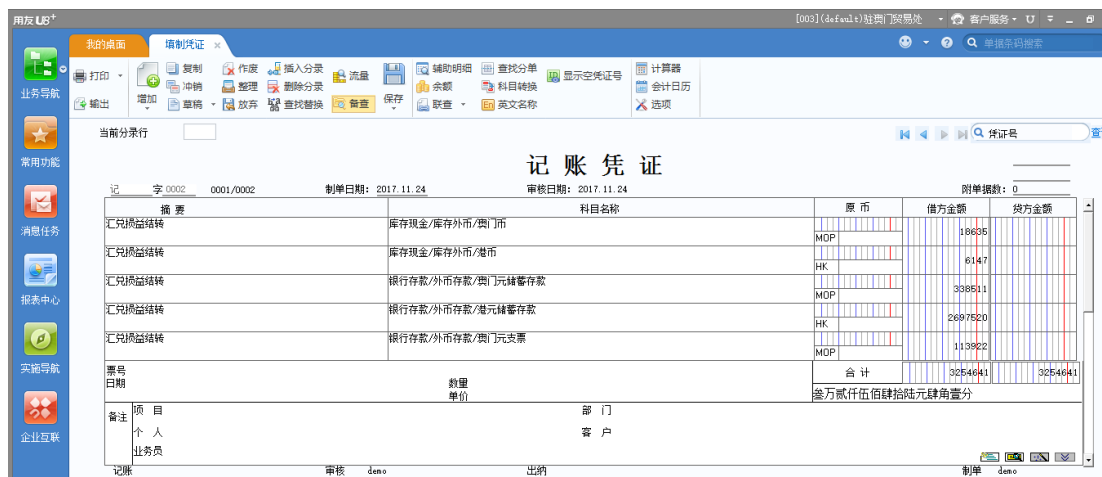 用友U8+ [003](default)驻奥门贸易处 客户服务
我的桌面 填制凭证 单据条码搜索
业务导航 常用功能 消息任务 报表中心 实施导航 企业互联
打印 复制 作废 插入分录 辅助明细 查找分单 计算器
增加 冲销 整理 删除分录 流量 保存 余额 科目转换 显示空凭证号 会计日历
输出 草稿 放弃 查找替换 备查 联查 英文名称 选项
当前分录行 凭证号 查
记 账 凭 证
记 字 0002 0001/0002 制单日期: 2017.11.24 审核日期: 2017.11.24 附单据数: 0
摘 要 科目名称 原 币 借方金额 贷方金额
汇兑损益结转 库存现金/库存外币/奥门币 MOP 18635
汇兑损益结转 库存现金/库存外币/港币 HK 6147
汇兑损益结转 银行存款/外币存款/奥门元储蓄存款 MOP 338511
汇兑损益结转 银行存款/外币存款/港元储蓄存款 HK 2697520
汇兑损益结转 银行存款/外币存款/奥门元支票 MOP 113922
票号
日期 数量 合 计 3254641 3254641
单价 叁万贰仟伍佰肆拾陆元肆角壹分
备注 项 目 部 门
个 人 客 户
业务员
记账 审核 demo 出纳 制单 demo